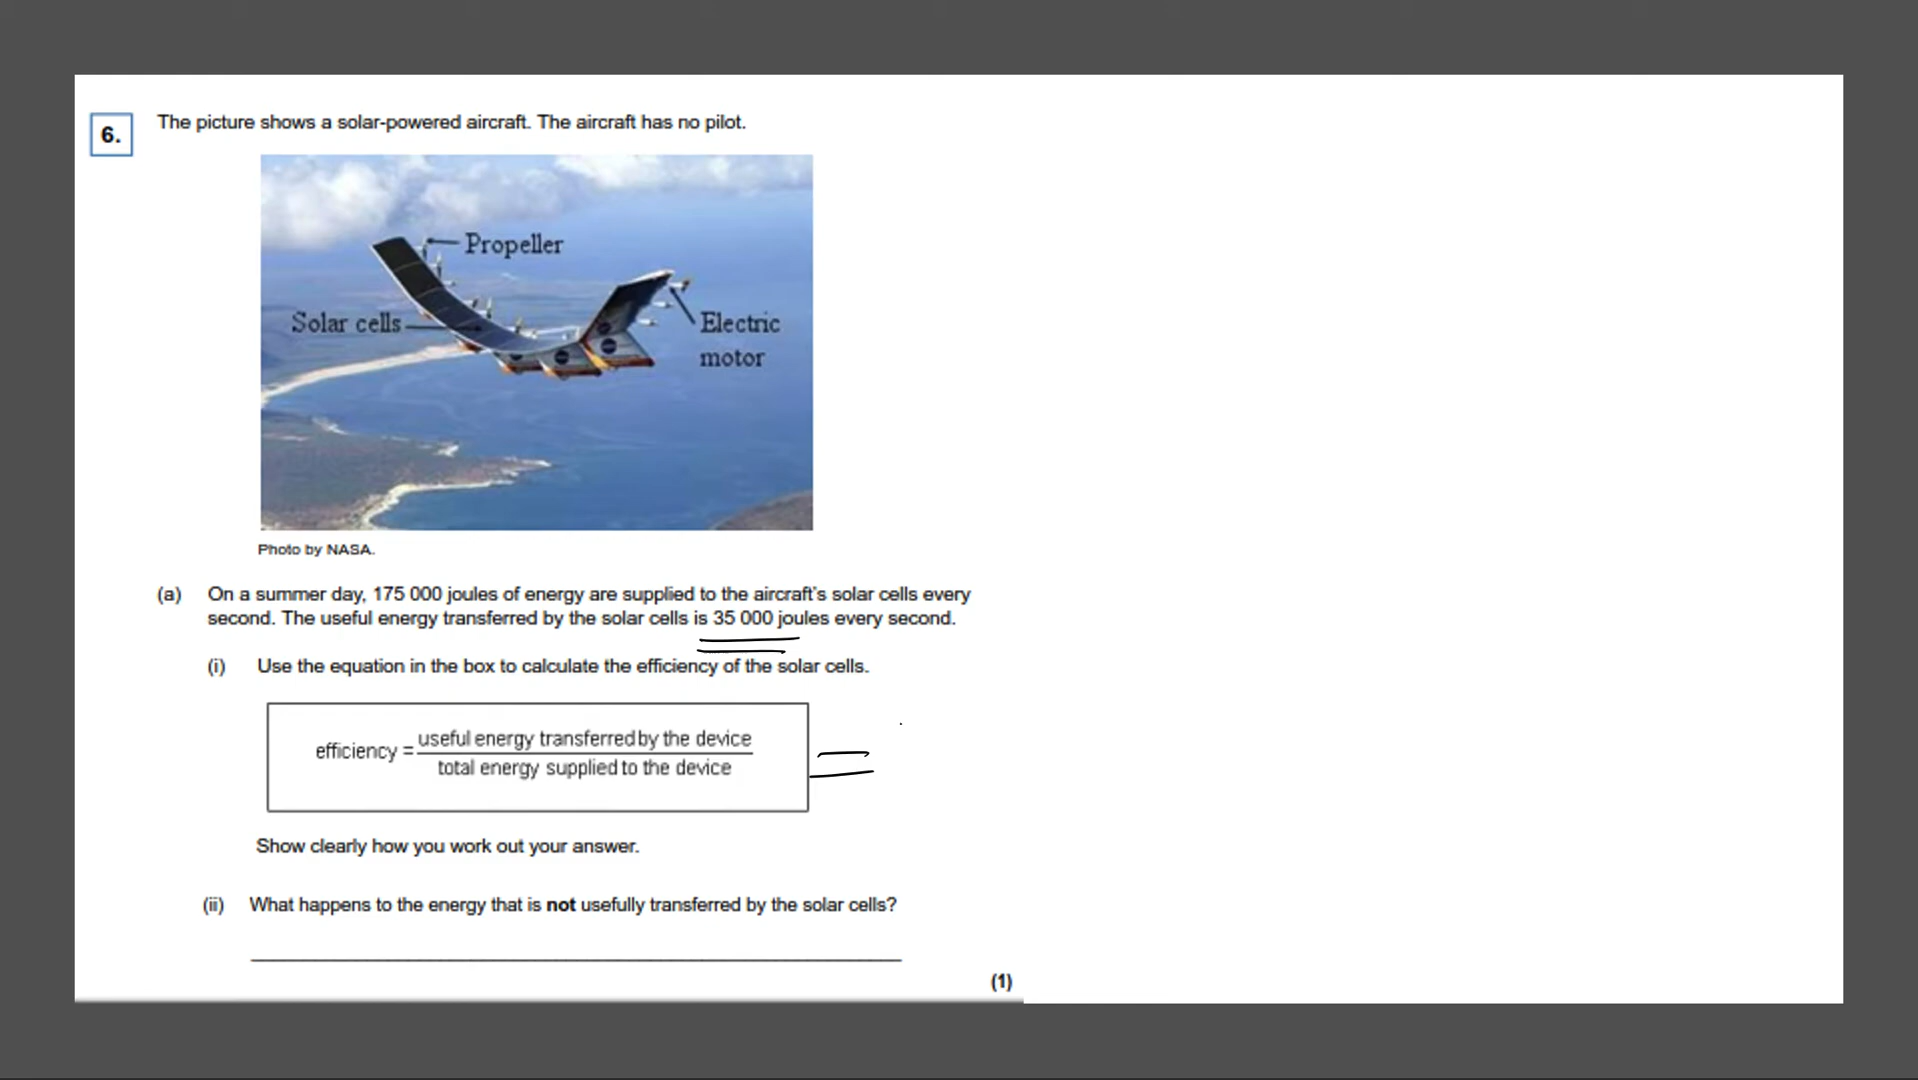 6.
The picture shows a solar-powered aircraft. The aircraft has no pilot.
Propeller
Solar cells
Electric
motor
Photo by NASA.
(a) On a summer day, 175 000 joules of energy are supplied to the aircraft's solar cells every
second. The useful energy transferred by the solar cells is 35 000 joules every second.
(i) Use the equation in the box to calculate the efficiency of the solar cells.
efficiency = useful energy transferred by the device
total energy supplied to the device
=
Show clearly how you work out your answer.
(ii) What happens to the energy that is not usefully transferred by the solar cells?
(1)